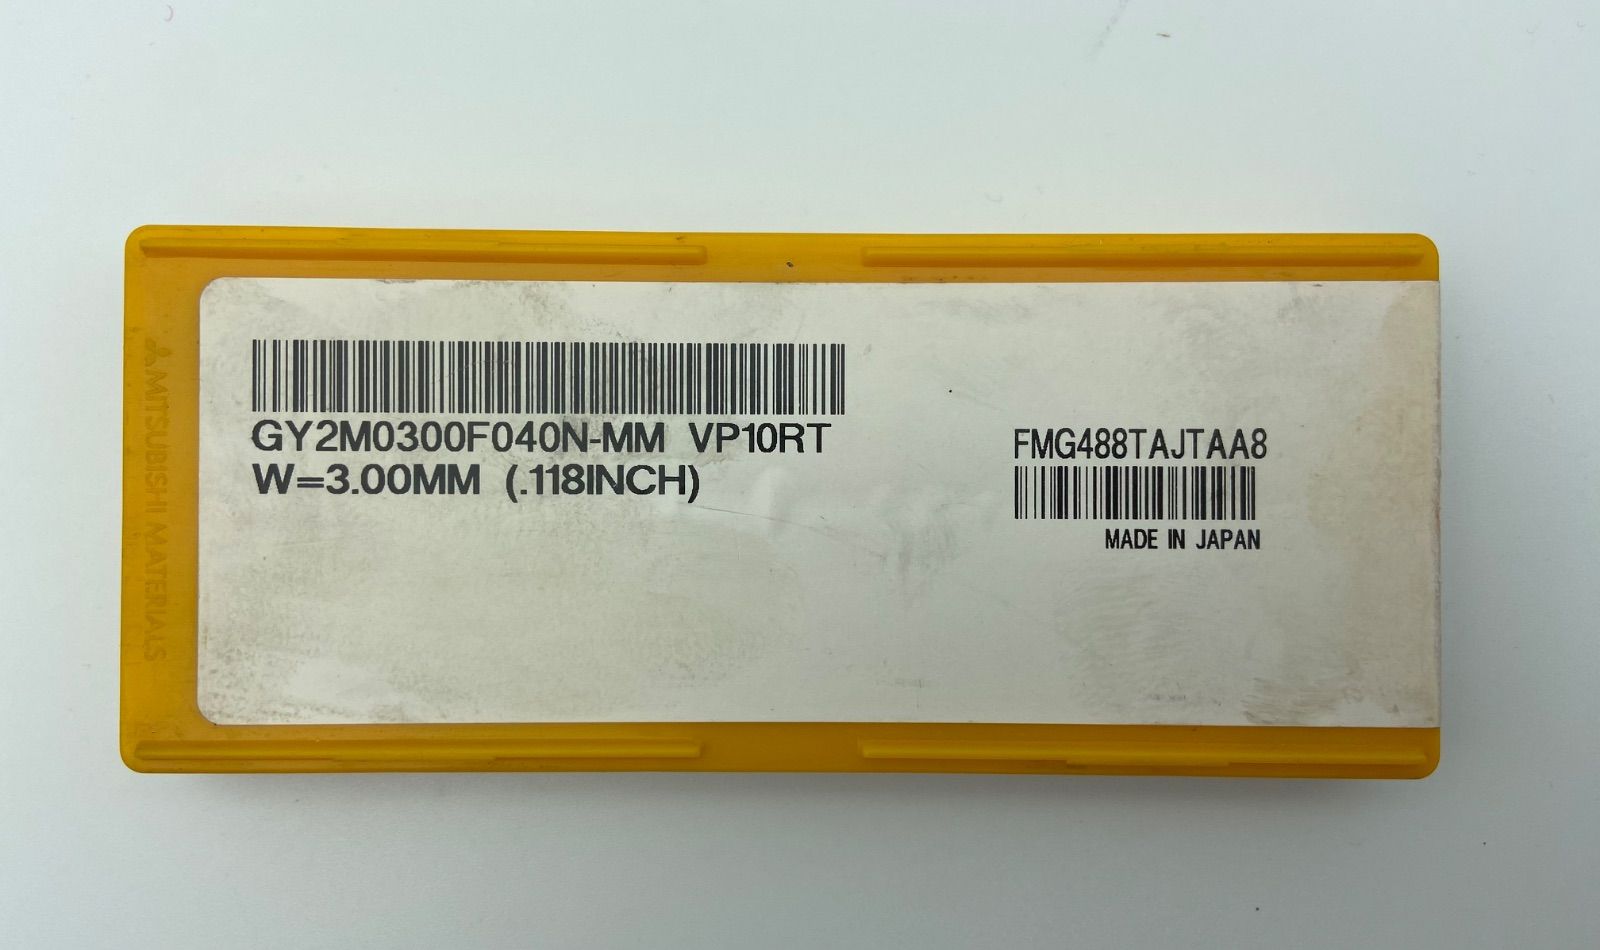 MITSUBISHI MATERIALS
GY2M0300F040N-MM VP10RT
W=3.00MM (.118INCH)
FMG488TAJTAA8
MADE IN JAPAN